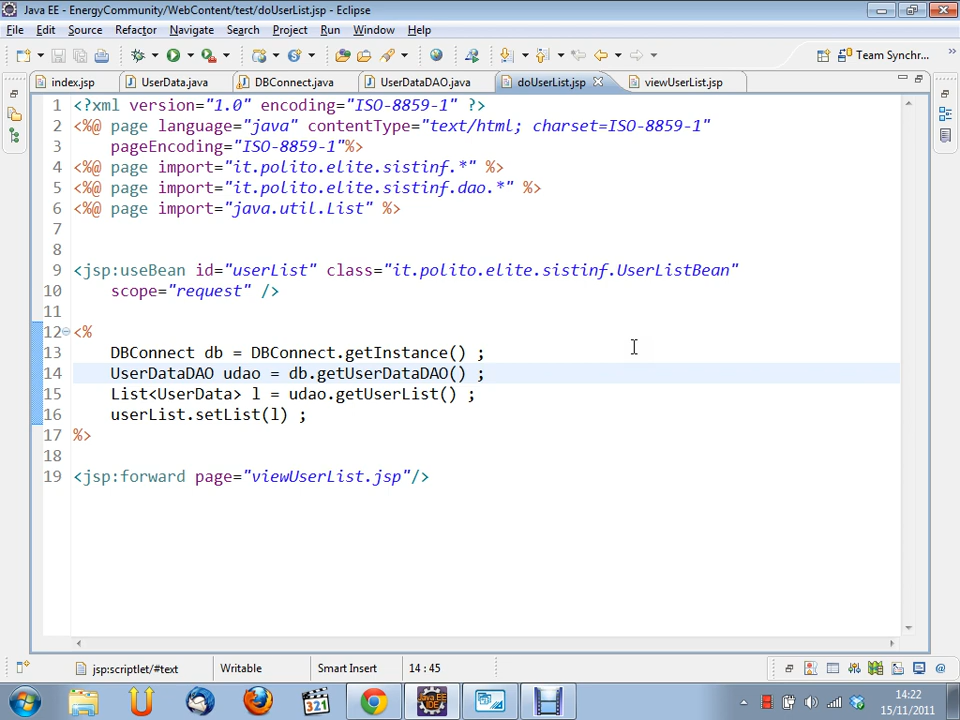 Java EE - EnergyCommunity/WebContent/test/doUserList.jsp - Eclipse
File Edit Source Refactor Navigate Search Project Run Window Help
Team Synchr...
index.jsp UserData.java DBConnect.java UserDataDAO.java doUserList.jsp viewUserList.jsp
1 <?xml version="1.0" encoding="ISO-8859-1" ?>
2 <%@ page language="java" contentType="text/html; charset=ISO-8859-1"
3 pageEncoding="ISO-8859-1"%>
4 <%@ page import="it.polito.elite.sistinf.*" %>
5 <%@ page import="it.polito.elite.sistinf.dao.*" %>
6 <%@ page import="java.util.List" %>
7
8
9 <jsp:useBean id="userList" class="it.polito.elite.sistinf.UserListBean"
10 scope="request" />
11
12 <%
13 DBConnect db = DBConnect.getInstance() ;
14 UserDataDAO udao = db.getUserDataDAO() ;
15 List<UserData> l = udao.getUserList() ;
16 userList.setList(l) ;
17 %>
18
19 <jsp:forward page="viewUserList.jsp"/>
jsp:scriptlet/#text Writable Smart Insert 14 : 45
321
Java EE
IDE
14:22
15/11/2011